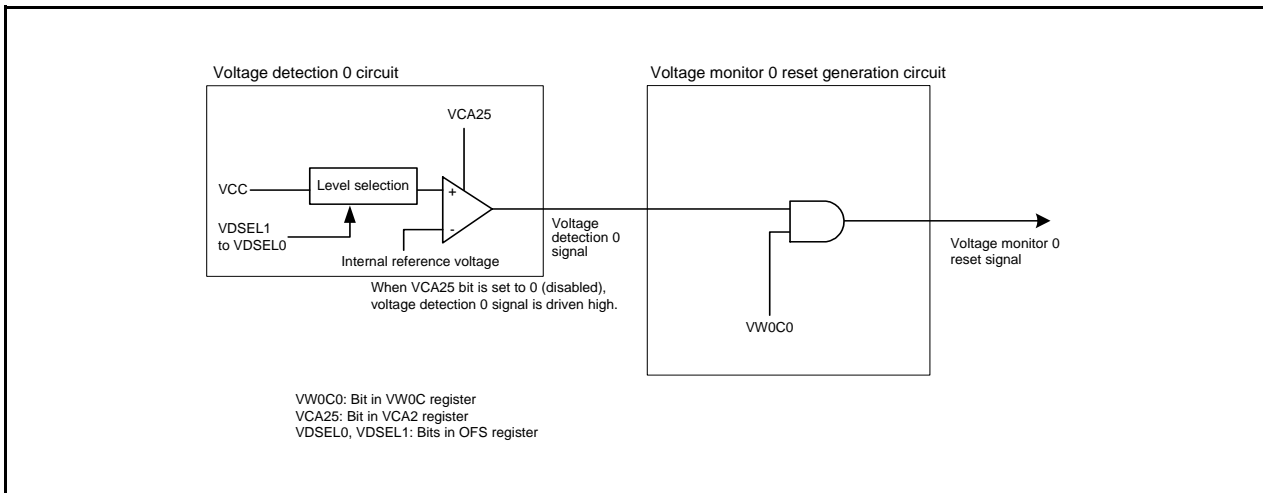 Voltage detection 0 circuit
Voltage monitor 0 reset generation circuit
VCA25
VCC
Level selection
+
VDSEL1
to VDSEL0
-
Internal reference voltage
Voltage
detection 0
signal
When VCA25 bit is set to 0 (disabled),
voltage detection 0 signal is driven high.
VW0C0
Voltage monitor 0
reset signal
VW0C0: Bit in VW0C register
VCA25: Bit in VCA2 register
VDSEL0, VDSEL1: Bits in OFS register